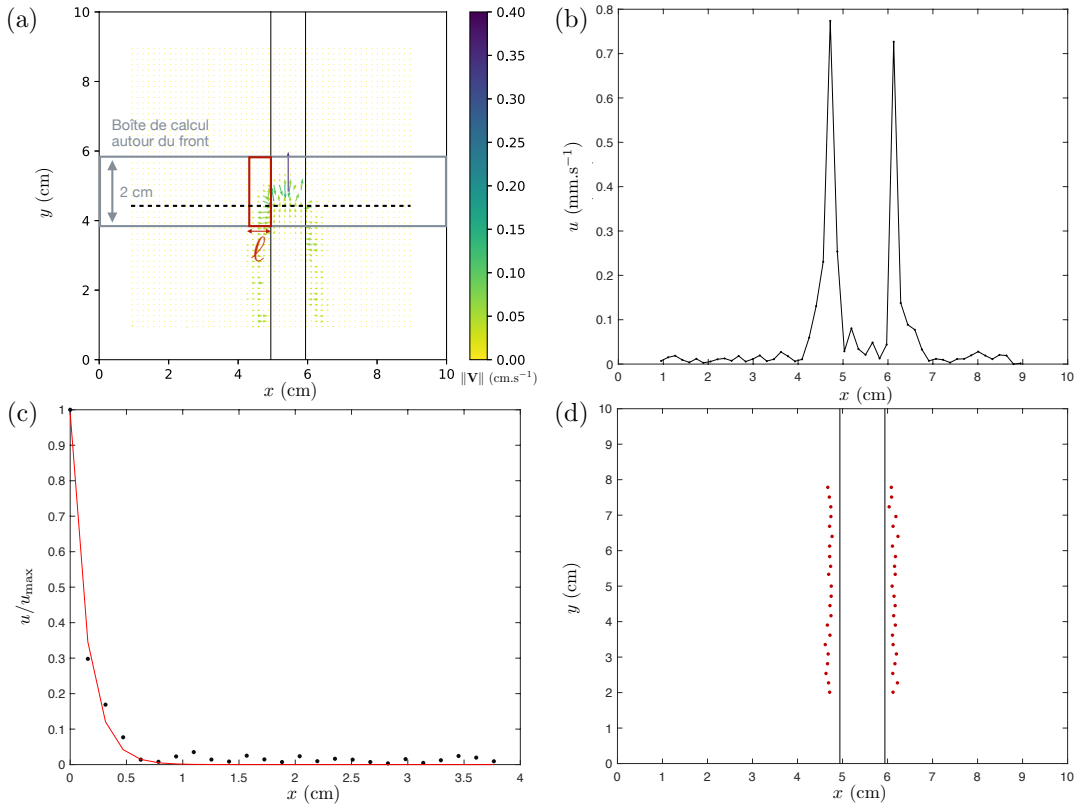 (a)
10
8
6
4
2
0
y (cm)
Boîte de calcul
autour du front
2 cm
ℓ
0 2 4 6 8 10
x (cm)
0.40
0.35
0.30
0.25
0.20
0.15
0.10
0.05
0.00
‖V‖ (cm.s⁻¹)
(b)
0.8
0.7
0.6
0.5
0.4
0.3
0.2
0.1
0
u (mm.s⁻¹)
0 1 2 3 4 5 6 7 8 9 10
x (cm)
(c)
1
0.9
0.8
0.7
0.6
0.5
0.4
0.3
0.2
0.1
0
u/u_max
0 0.5 1 1.5 2 2.5 3 3.5 4
x (cm)
(d)
10
9
8
7
6
5
4
3
2
1
0
y (cm)
0 1 2 3 4 5 6 7 8 9 10
x (cm)